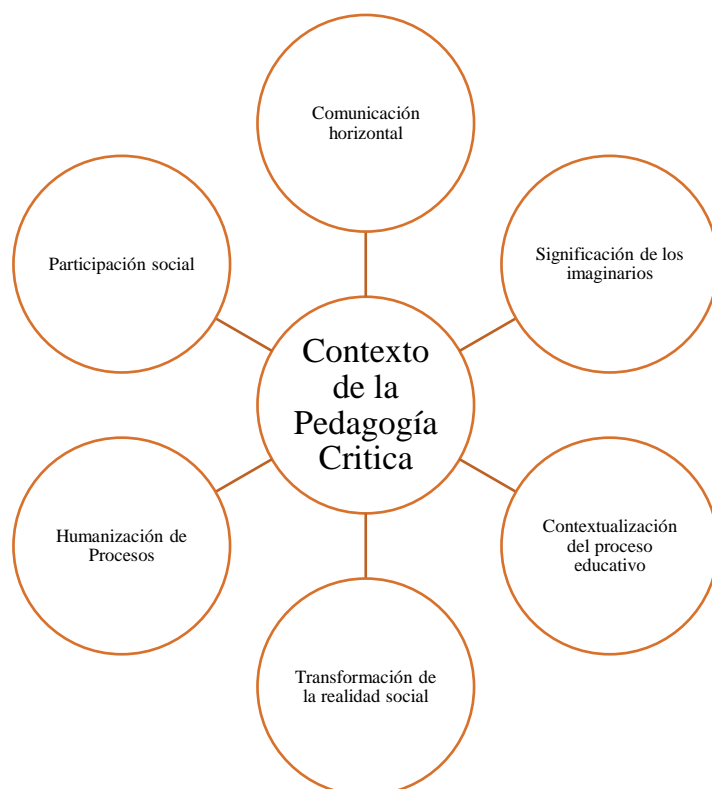 Comunicación
horizontal
Participación social
Significación de los
imaginarios
Contexto
de la
Pedagogía
Critica
Humanización de
Procesos
Contextualización
del proceso
educativo
Transformación de
la realidad social